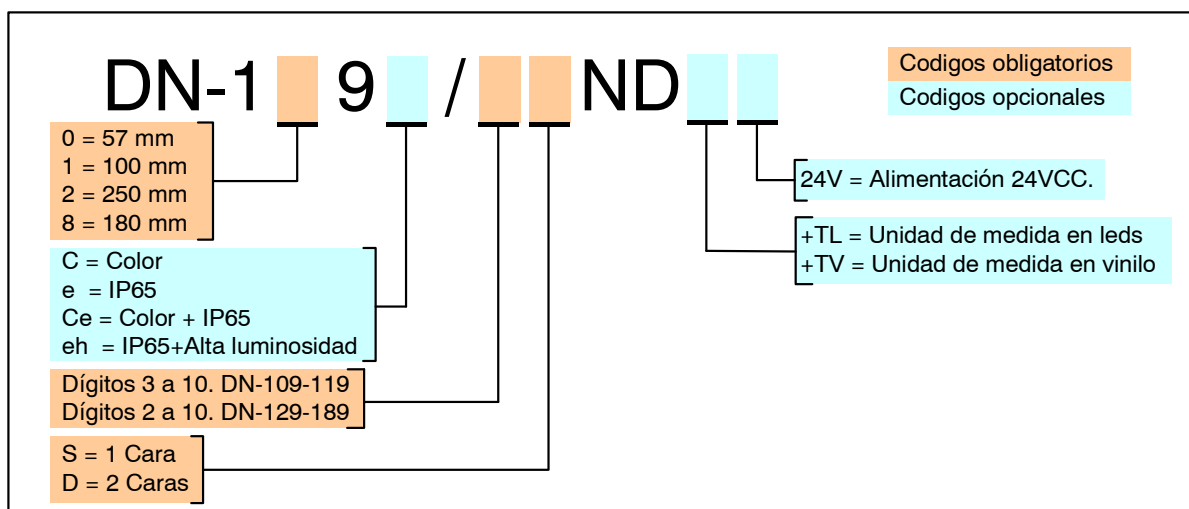 DN-1 9 / ND
Codigos obligatorios
Codigos opcionales
0 = 57 mm
1 = 100 mm
2 = 250 mm
8 = 180 mm
24V = Alimentación 24VCC.
+TL = Unidad de medida en leds
+TV = Unidad de medida en vinilo
C = Color
e = IP65
Ce = Color + IP65
eh = IP65+Alta luminosidad
Dígitos 3 a 10. DN-109-119
Dígitos 2 a 10. DN-129-189
S = 1 Cara
D = 2 Caras